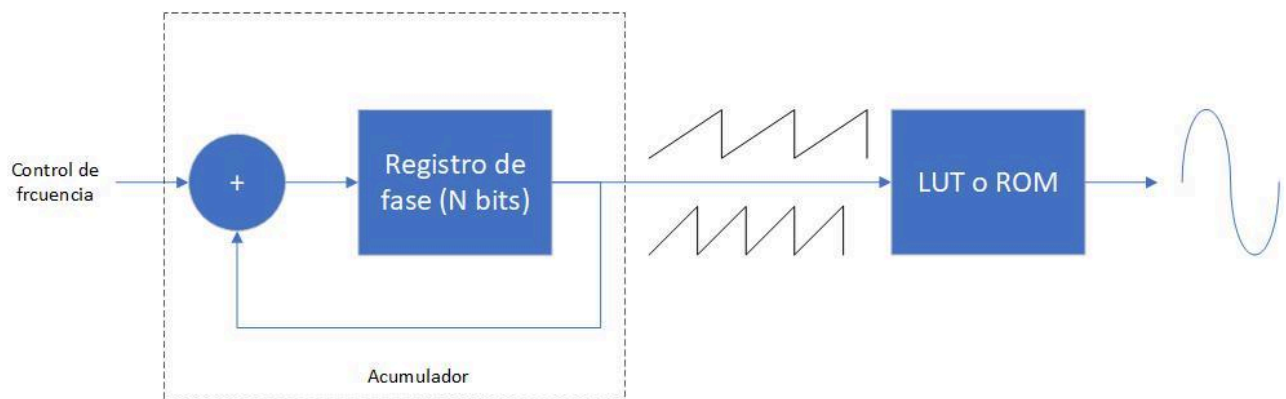 Control de
frcuencia
+
Registro de
fase (N bits)
LUT o ROM
Acumulador